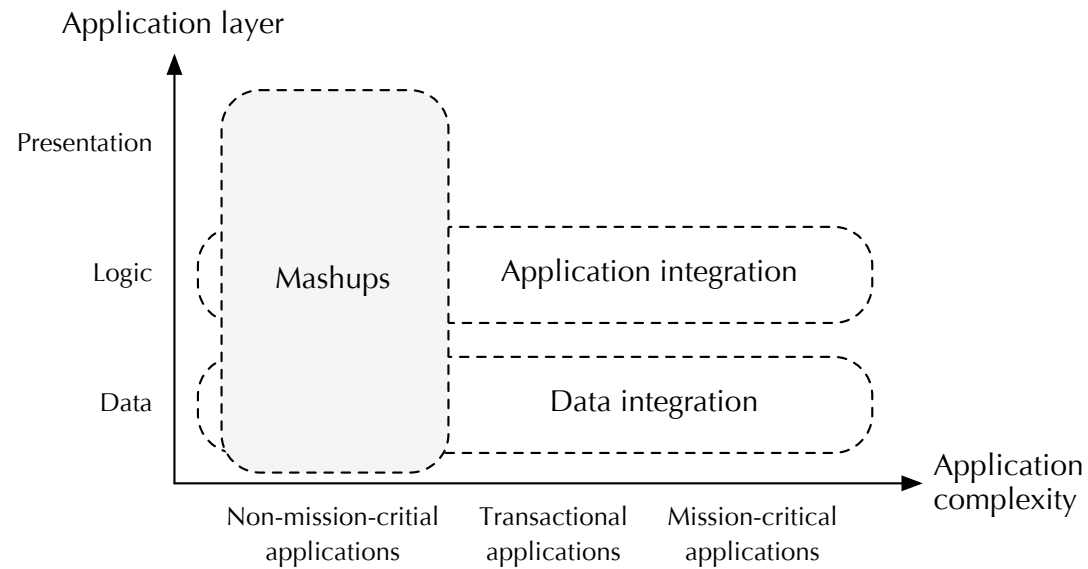 Application layer
Presentation
Logic
Mashups
Application integration
Data
Data integration
Application
complexity
Non-mission-critial
applications
Transactional
applications
Mission-critical
applications